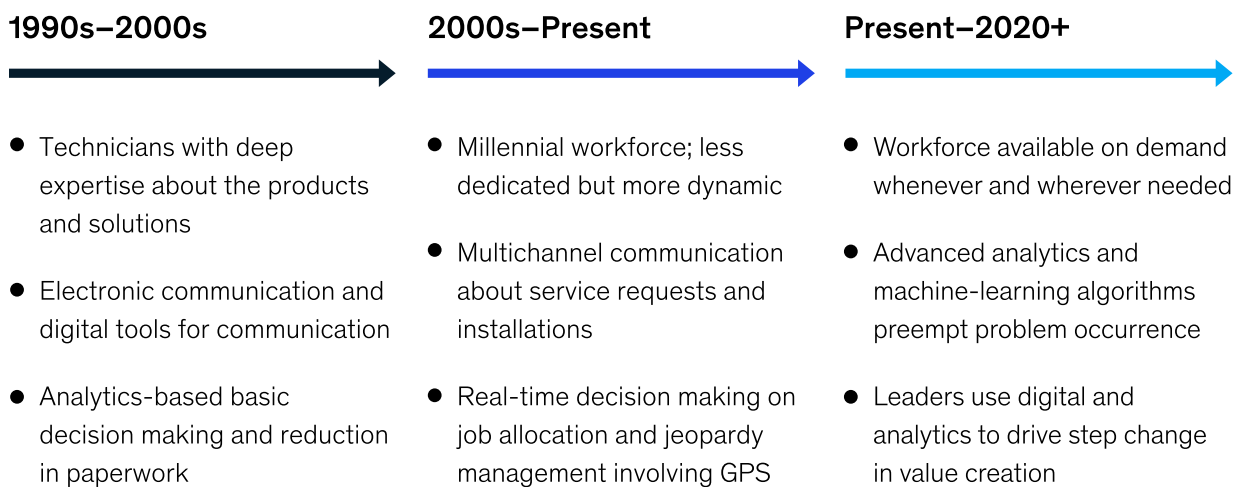 1990s–2000s
• Technicians with deep
expertise about the products
and solutions
• Electronic communication and
digital tools for communication
• Analytics-based basic
decision making and reduction
in paperwork
2000s–Present
• Millennial workforce; less
dedicated but more dynamic
• Multichannel communication
about service requests and
installations
• Real-time decision making on
job allocation and jeopardy
management involving GPS
Present–2020+
• Workforce available on demand
whenever and wherever needed
• Advanced analytics and
machine-learning algorithms
preempt problem occurrence
• Leaders use digital and
analytics to drive step change
in value creation